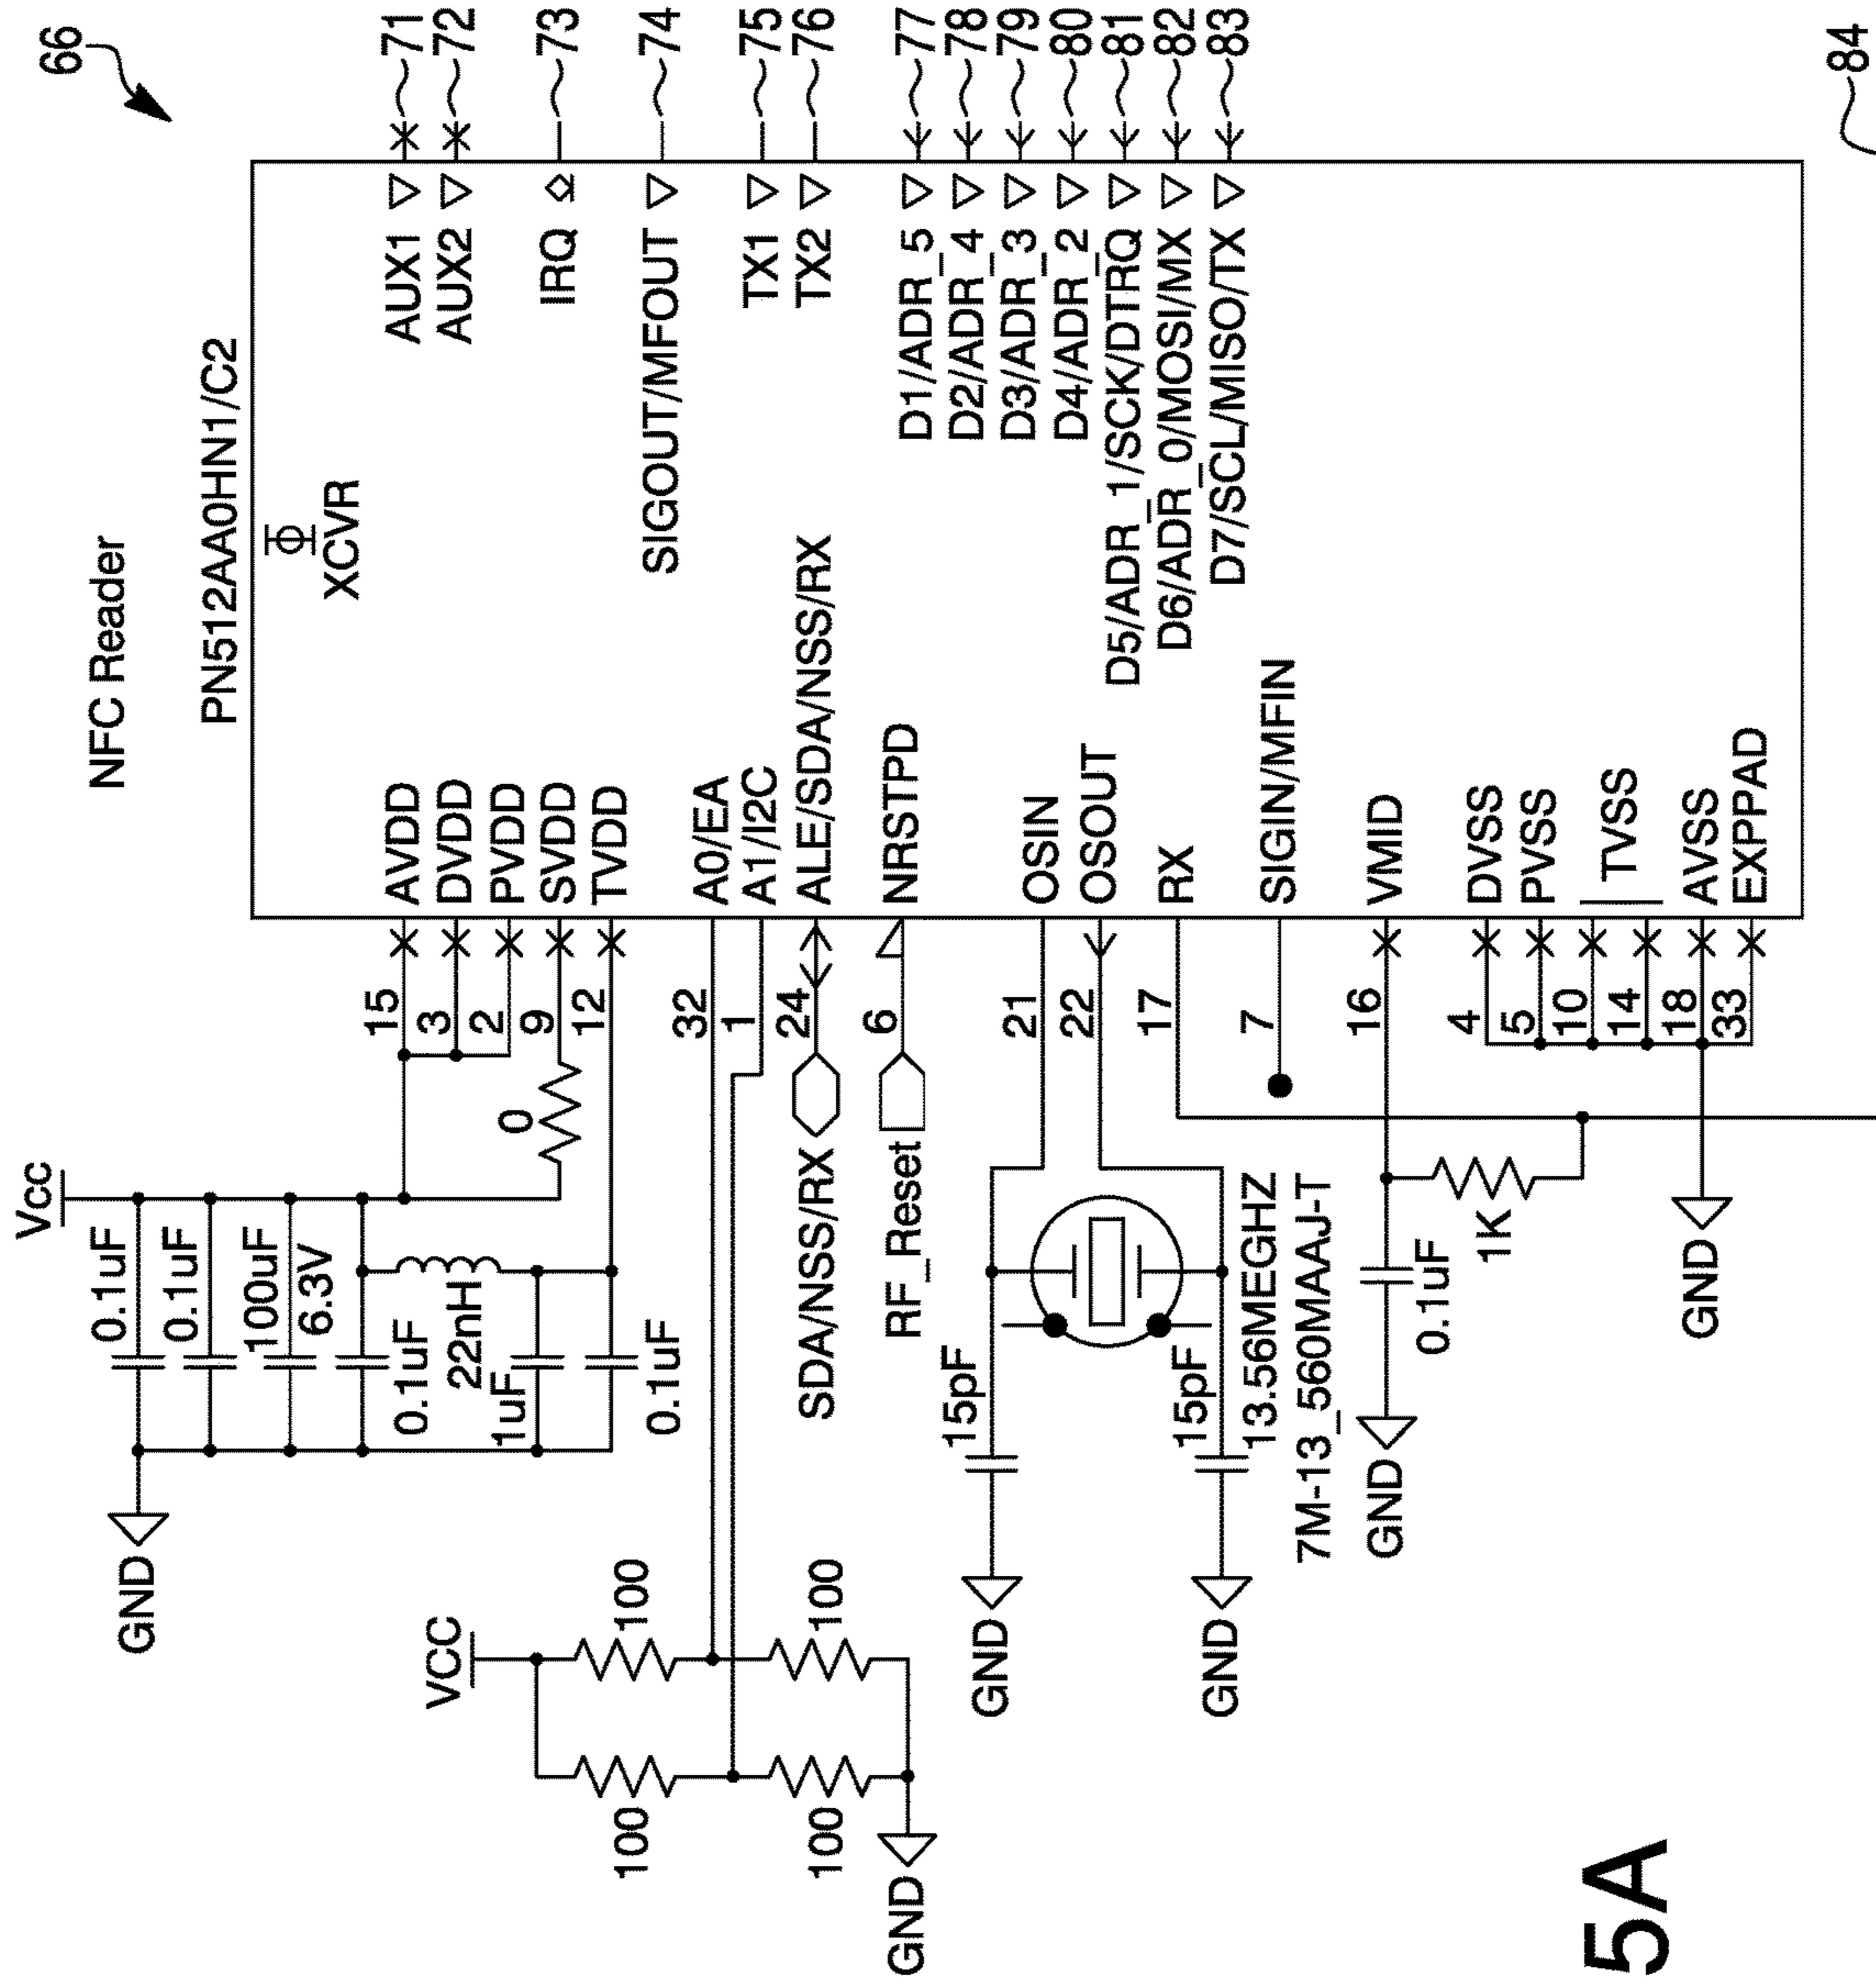 66
NFC Reader
PN512AA0HN1/C2
XCVR
Vcc
0.1uF
0.1uF
100uF
6.3V
0.1uF
22nH
1uF
0.1uF
GND
0
15
3
2
9
12
32
1
24
6
21
22
17
7
16
4
5
10
14
18
33
AVDD
DVDD
PVDD
SVDD
TVDD
A0/EA
A1/I2C
ALE/SDA/NSS/RX
NRSTPD
OSIN
OSOUT
RX
SIGIN/MFIN
VMID
DVSS
PVSS
TVSS
AVSS
EXPPAD
AUX1
AUX2
IRQ
SIGOUT/MFOUT
TX1
TX2
D1/ADR_5
D2/ADR_4
D3/ADR_3
D4/ADR_2
D5/ADR_1/SCK/DTRQ
D6/ADR_0/MOSI/MX
D7/SCL/MISO/TX
71
72
73
74
75
76
77
78
79
80
81
82
83
84
VCC
100
100
100
100
GND
SDA/NSS/RX
RF_Reset
15pF
15pF
GND
GND
13.56MEGHZ
7M-13_560MAAJ-T
0.1uF
1K
GND
GND
5A